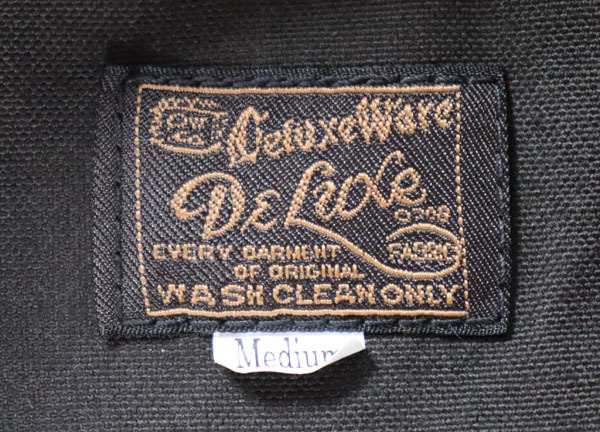 DeluxeWare
DeLuxe
EVERY GARMENT
FABRIC
OF ORIGINAL
WASH CLEAN ONLY
Medium